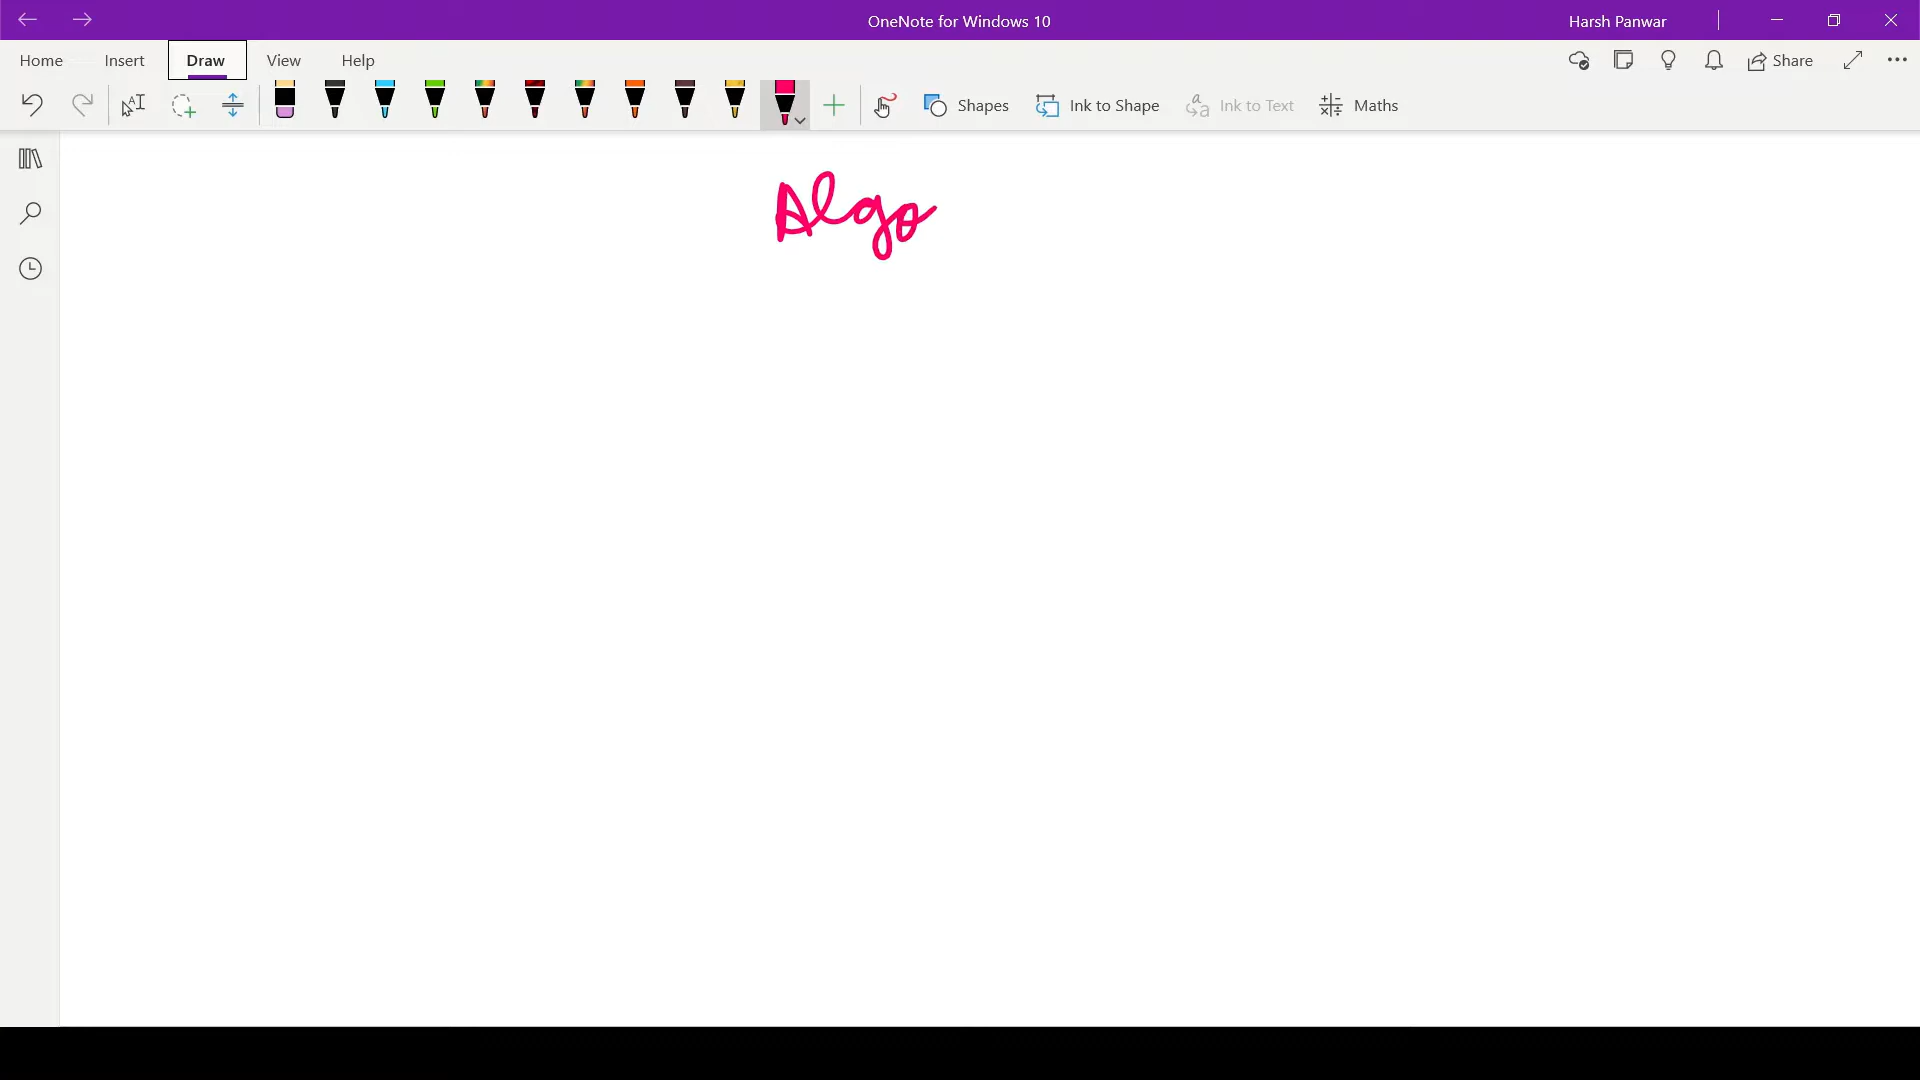 OneNote for Windows 10
Harsh Panwar
Home Insert Draw View Help
Share
Shapes Ink to Shape Ink to Text Maths
Algo